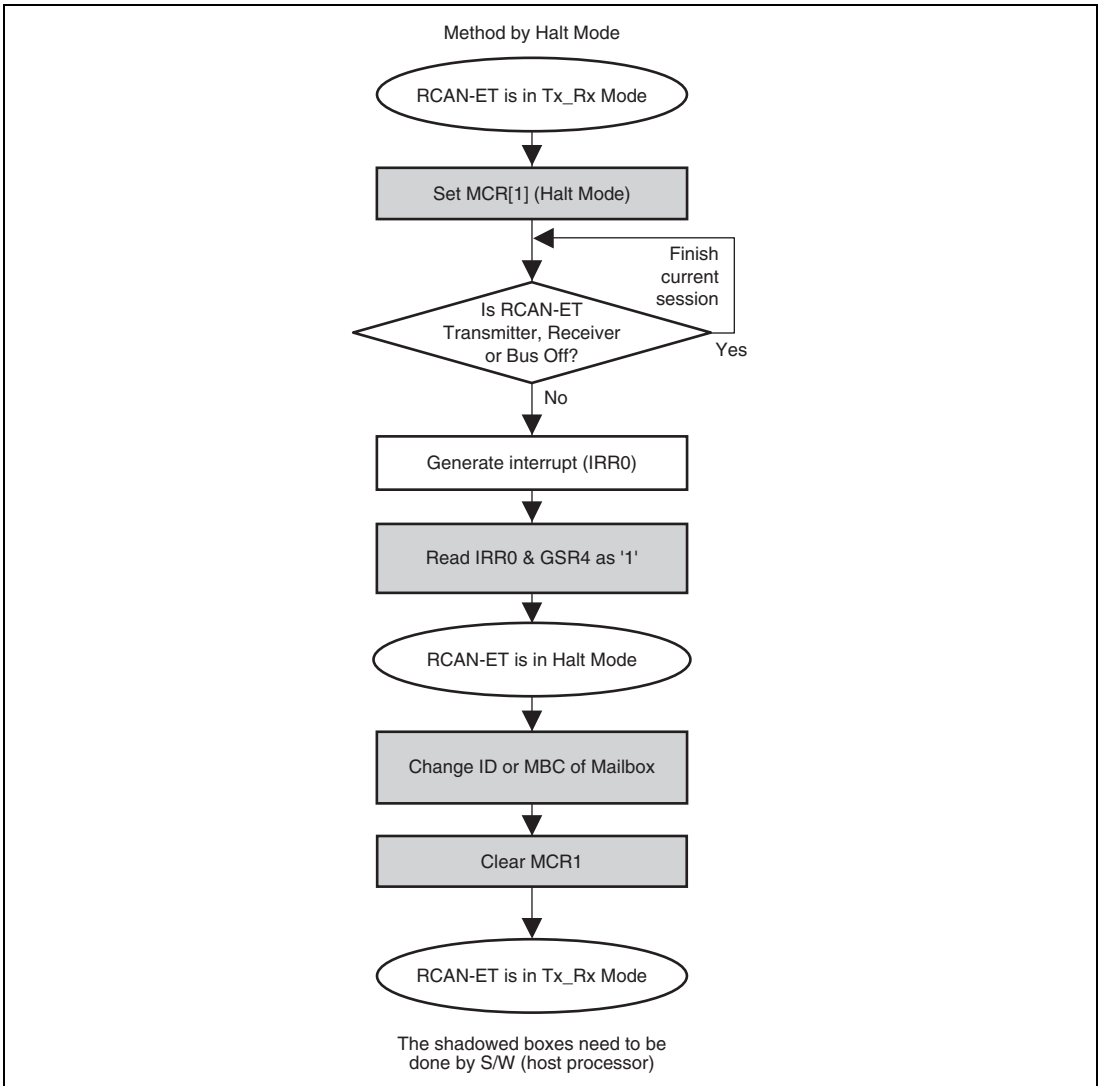 Method by Halt Mode
RCAN-ET is in Tx_Rx Mode
Set MCR[1] (Halt Mode)
Finish
current
session
Is RCAN-ET
Transmitter, Receiver
or Bus Off?
Yes
No
Generate interrupt (IRR0)
Read IRR0 & GSR4 as '1'
RCAN-ET is in Halt Mode
Change ID or MBC of Mailbox
Clear MCR1
RCAN-ET is in Tx_Rx Mode
The shadowed boxes need to be
done by S/W (host processor)